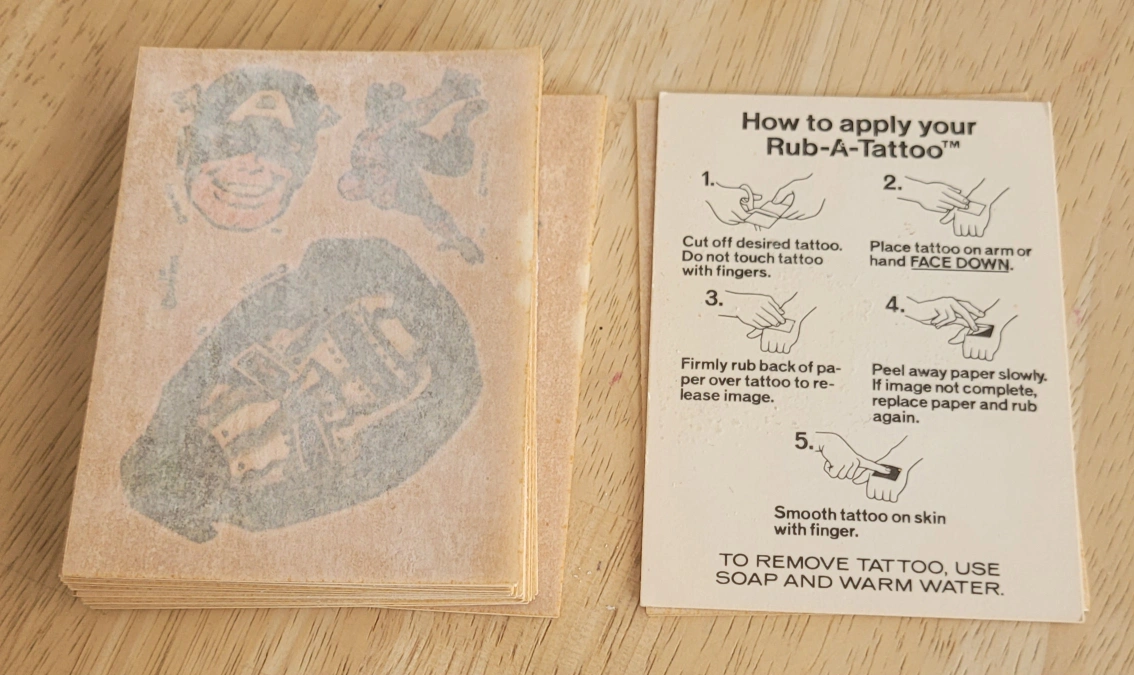 How to apply your
Rub-A-Tattoo™
1.
Cut off desired tattoo.
Do not touch tattoo
with fingers.
2.
Place tattoo on arm or
hand FACE DOWN.
3.
Firmly rub back of pa-
per over tattoo to re-
lease image.
4.
Peel away paper slowly.
If image not complete,
replace paper and rub
again.
5.
Smooth tattoo on skin
with finger.
TO REMOVE TATTOO, USE
SOAP AND WARM WATER.
A